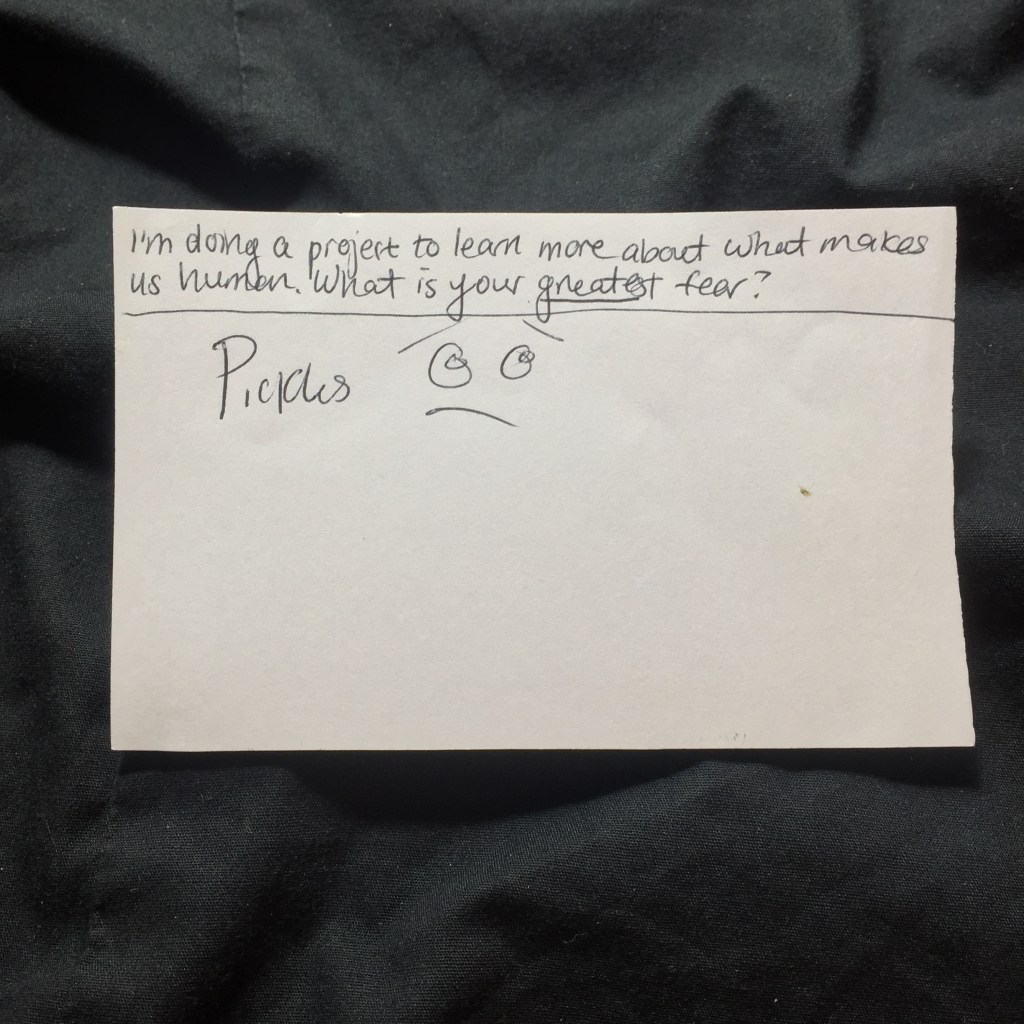 I'm doing a project to learn more about what makes
us human. What is your greatest fear?
Pickles